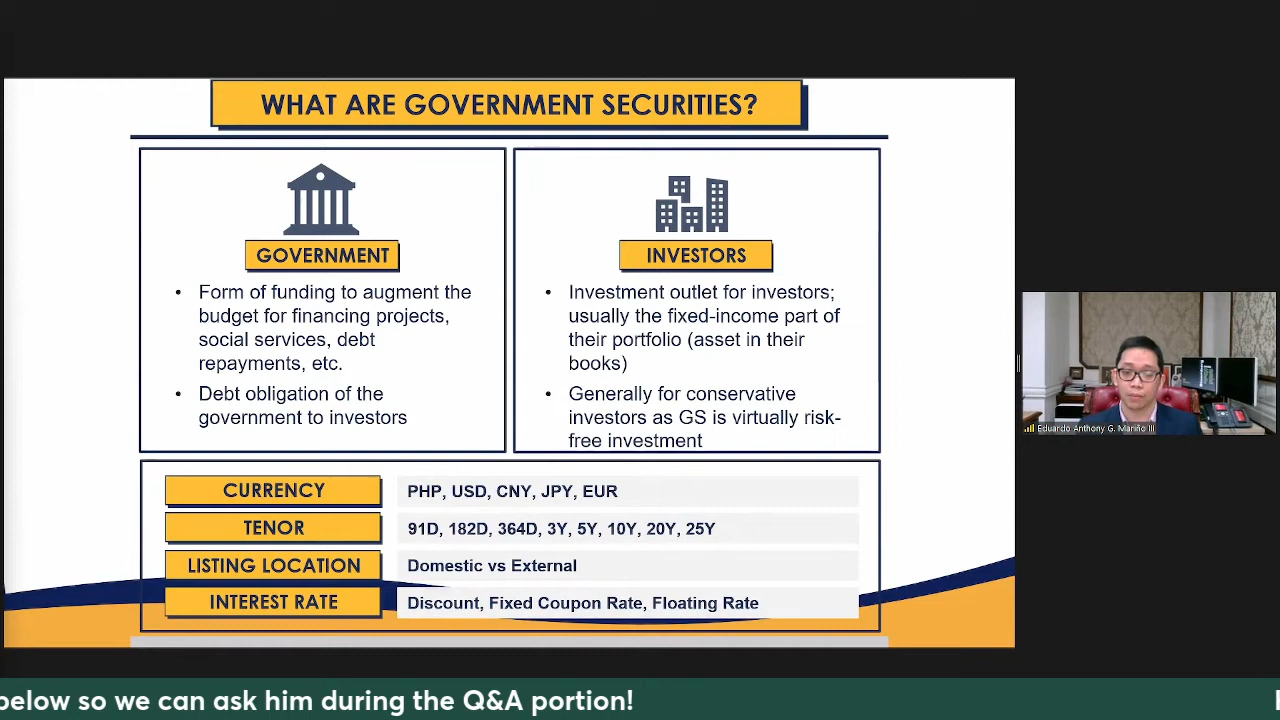 WHAT ARE GOVERNMENT SECURITIES?
GOVERNMENT
• Form of funding to augment the
budget for financing projects,
social services, debt
repayments, etc.
• Debt obligation of the
government to investors
INVESTORS
• Investment outlet for investors;
usually the fixed-income part of
their portfolio (asset in their
books)
• Generally for conservative
investors as GS is virtually risk-
free investment
CURRENCY
PHP, USD, CNY, JPY, EUR
TENOR
91D, 182D, 364D, 3Y, 5Y, 10Y, 20Y, 25Y
LISTING LOCATION
Domestic vs External
INTEREST RATE
Discount, Fixed Coupon Rate, Floating Rate
Eduardo Anthony G. Mariño III
below so we can ask him during the Q&A portion!